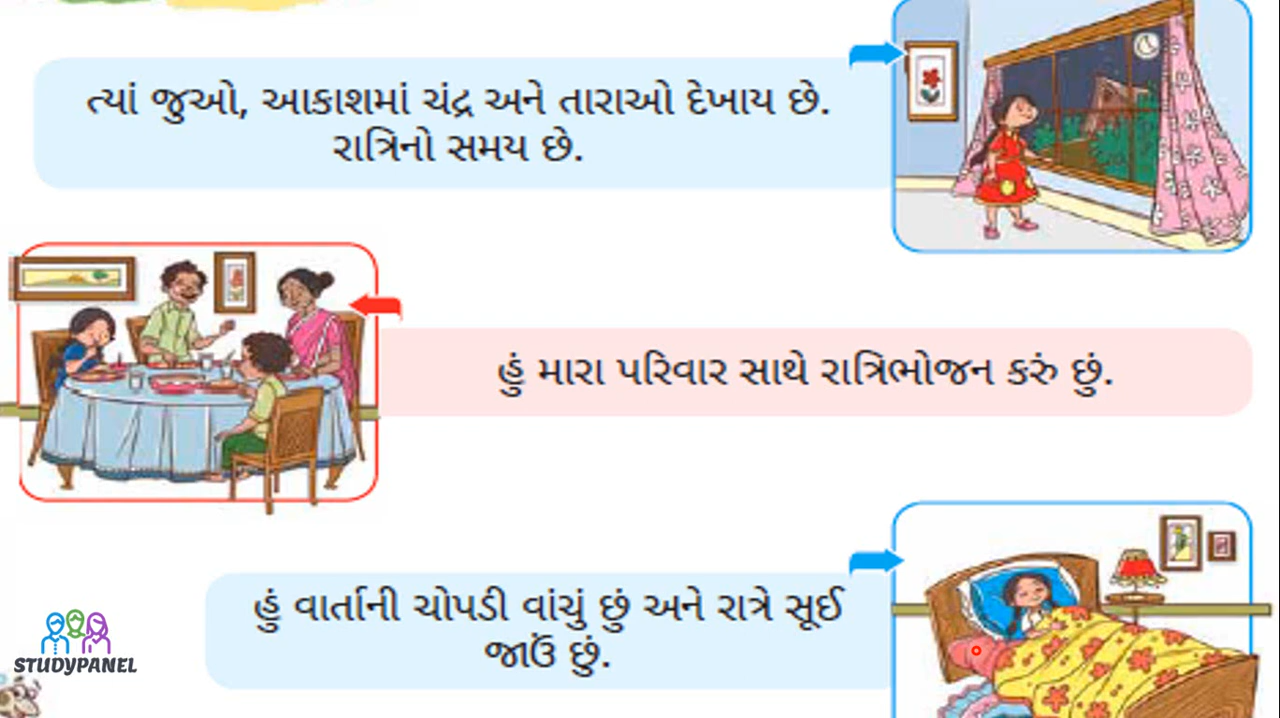 ત્યાં જુઓ, આકાશમાં ચંદ્ર અને તારાઓ દેખાય છે.
રાત્રિનો સમય છે.
હું મારા પરિવાર સાથે રાત્રિભોજન કરું છું.
હું વાર્તાની ચોપડી વાંચું છું અને રાત્રે સૂઈ
જાઉં છું.
STUDYPANEL